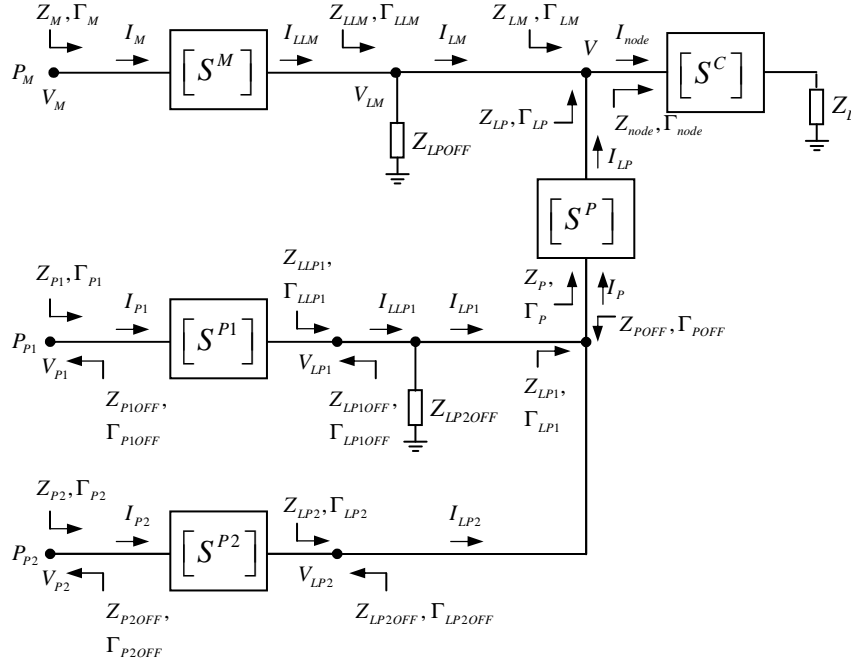 Z_M, Γ_M
I_M
[S^M]
I_LLM
Z_LLM, Γ_LLM
I_LM
Z_LM, Γ_LM
V
I_node
[S^C]
P_M
V_M
V_LM
Z_LPOFF
Z_LP, Γ_LP
Z_node, Γ_node
Z_L
I_LP
[S^P]
Z_P1, Γ_P1
I_P1
[S^P1]
Z_LLP1,
Γ_LLP1
I_LLP1
I_LP1
Z_P,
Γ_P
I_P
Z_POFF, Γ_POFF
P_P1
V_P1
Z_P1OFF,
Γ_P1OFF
V_LP1
Z_LP1OFF,
Γ_LP1OFF
Z_LP2OFF
Z_LP1,
Γ_LP1
Z_P2, Γ_P2
I_P2
[S^P2]
Z_LP2, Γ_LP2
I_LP2
P_P2
V_P2
Z_P2OFF,
Γ_P2OFF
V_LP2
Z_LP2OFF, Γ_LP2OFF